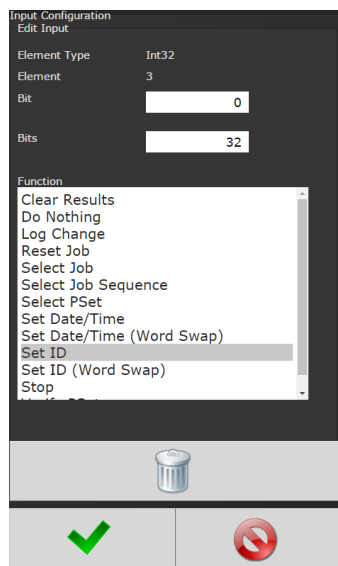 Input Configuration
Edit Input
Element Type Int32
Element 3
Bit 0
Bits 32
Function
Clear Results
Do Nothing
Log Change
Reset Job
Select Job
Select Job Sequence
Select PSet
Set Date/Time
Set Date/Time (Word Swap)
Set ID
Set ID (Word Swap)
Stop